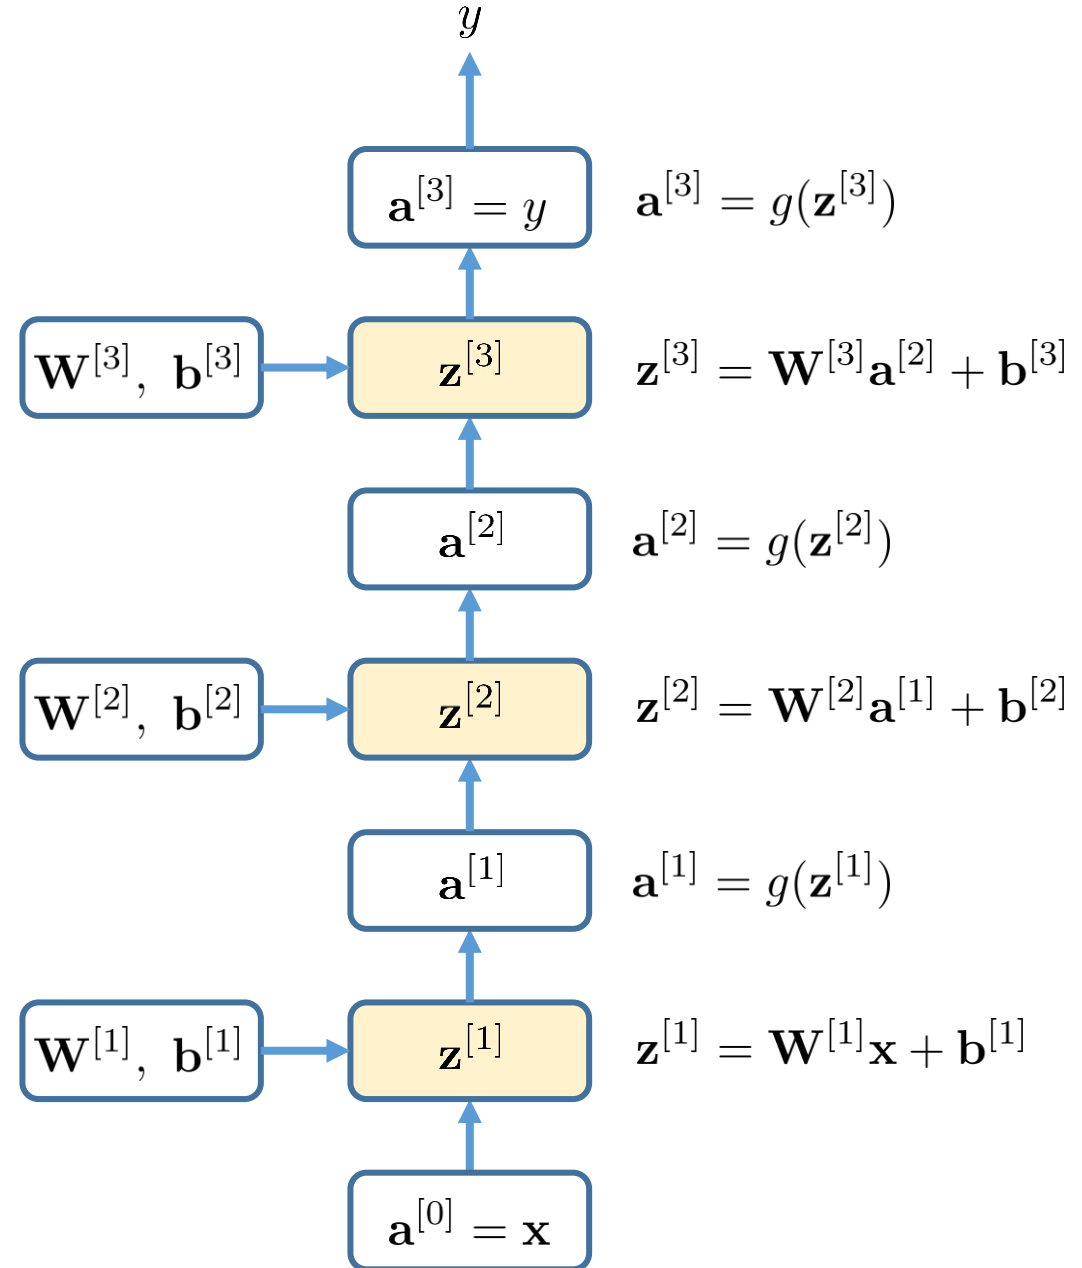 y
a^[3] = y a^[3] = g(z^[3])
W^[3], b^[3] z^[3] z^[3] = W^[3]a^[2] + b^[3]
a^[2] a^[2] = g(z^[2])
W^[2], b^[2] z^[2] z^[2] = W^[2]a^[1] + b^[2]
a^[1] a^[1] = g(z^[1])
W^[1], b^[1] z^[1] z^[1] = W^[1]x + b^[1]
a^[0] = x